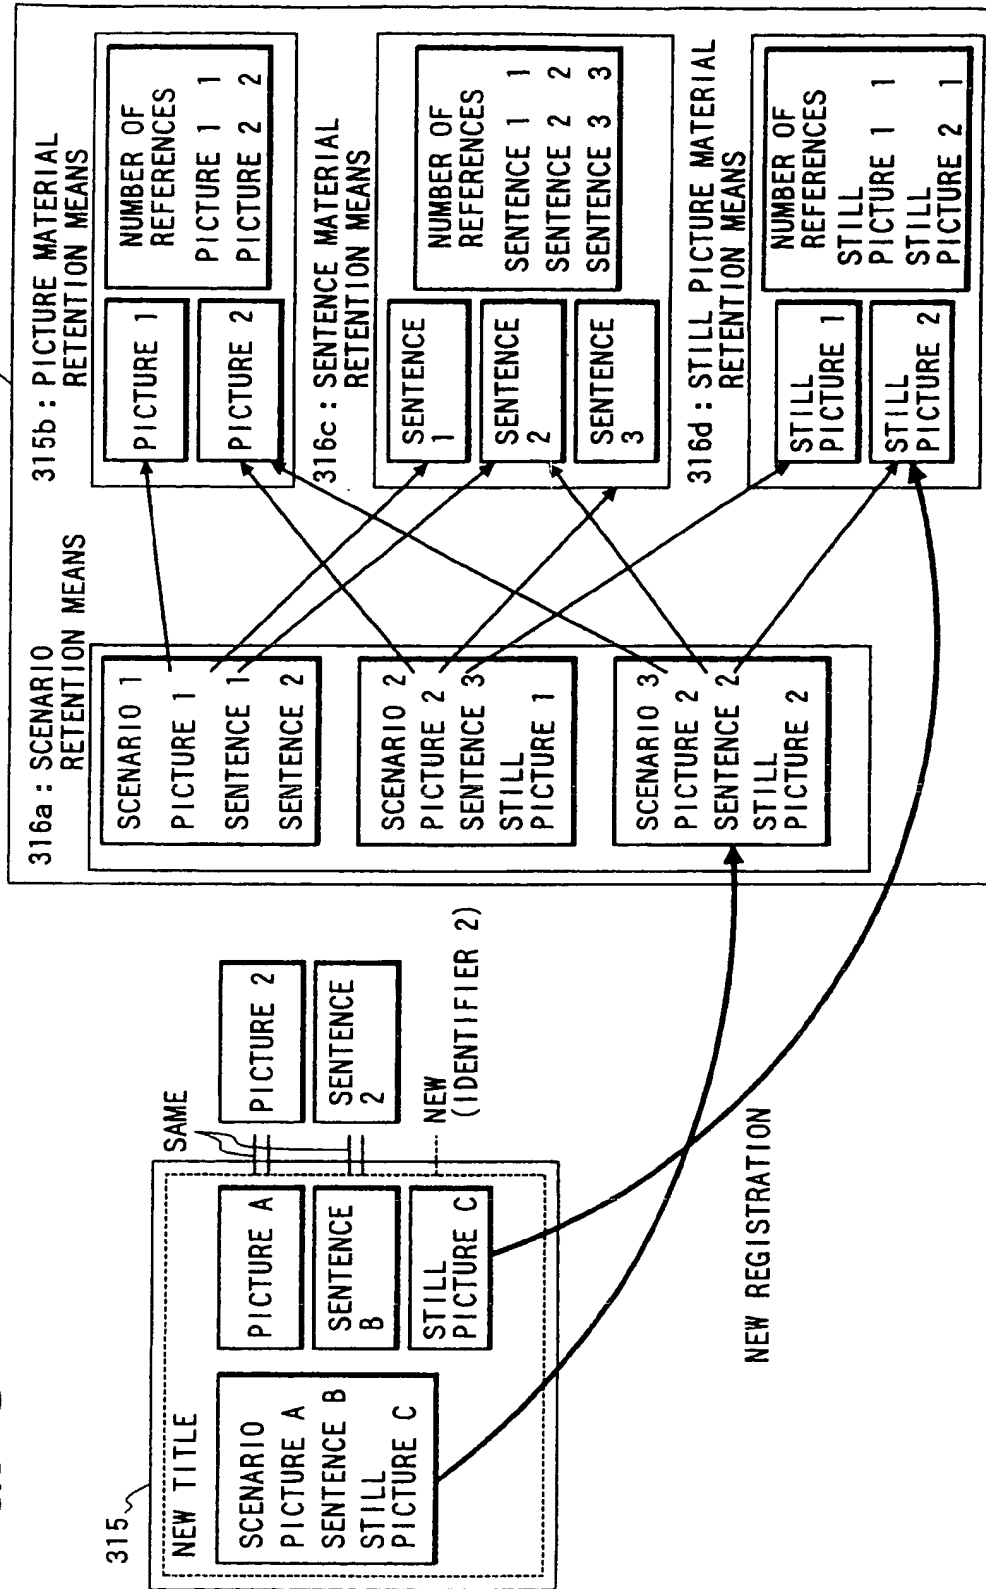 315
NEW TITLE
SCENARIO
PICTURE A
SENTENCE B
STILL
PICTURE C
PICTURE A
SENTENCE
B
STILL
PICTURE C
SAME
PICTURE 2
SENTENCE
2
NEW
(IDENTIFIER 2)
NEW REGISTRATION
316a : SCENARIO
RETENTION MEANS
SCENARIO 1
PICTURE 1
SENTENCE 1
SENTENCE 2
SCENARIO 2
PICTURE 2
SENTENCE 3
STILL
PICTURE 1
SCENARIO 3
PICTURE 2
SENTENCE 2
STILL
PICTURE 2
315b : PICTURE MATERIAL
RETENTION MEANS
PICTURE 1
PICTURE 2
NUMBER OF
REFERENCES
PICTURE 1 1
PICTURE 2 2
316c : SENTENCE MATERIAL
RETENTION MEANS
SENTENCE
1
SENTENCE
2
SENTENCE
3
NUMBER OF
REFERENCES
SENTENCE 1 1
SENTENCE 2 2
SENTENCE 3 3
316d : STILL PICTURE MATERIAL
RETENTION MEANS
STILL
PICTURE 1
STILL
PICTURE 2
NUMBER OF
REFERENCES
STILL
PICTURE 1 1
STILL
PICTURE 2 1